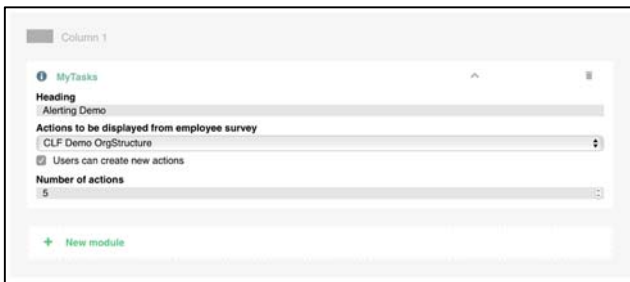 Column 1
MyTasks
Heading
Alerting Demo
Actions to be displayed from employee survey
CLF Demo OrgStructure
Users can create new actions
Number of actions
5
+ New module